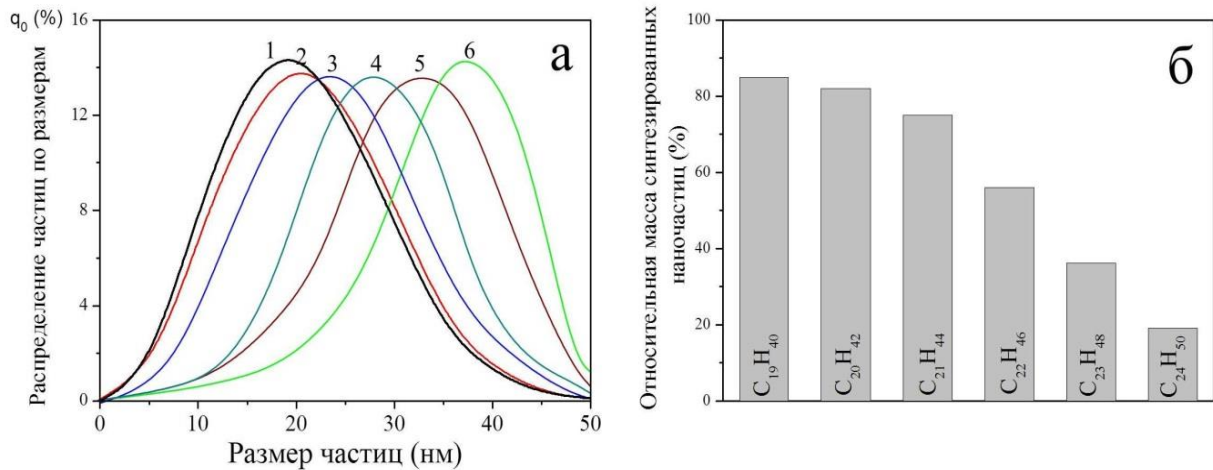 q₀ (%)
Распределение частиц по размерам
16
12
8
4
0
1 2 3 4 5 6
а
0 10 20 30 40 50
Размер частиц (нм)
Относительная масса синтезированных
наночастиц (%)
100
80
60
40
20
0
б
C₁₉H₄₀
C₂₀H₄₂
C₂₁H₄₄
C₂₂H₄₆
C₂₃H₄₈
C₂₄H₅₀